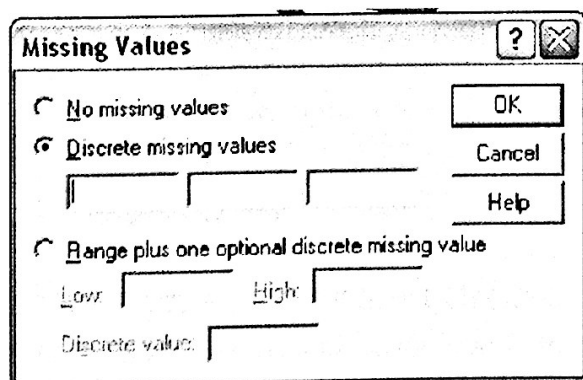 Missing Values
No missing values
OK
Discrete missing values
Cancel
Help
Range plus one optional discrete missing value
Low:
High:
Discrete value: